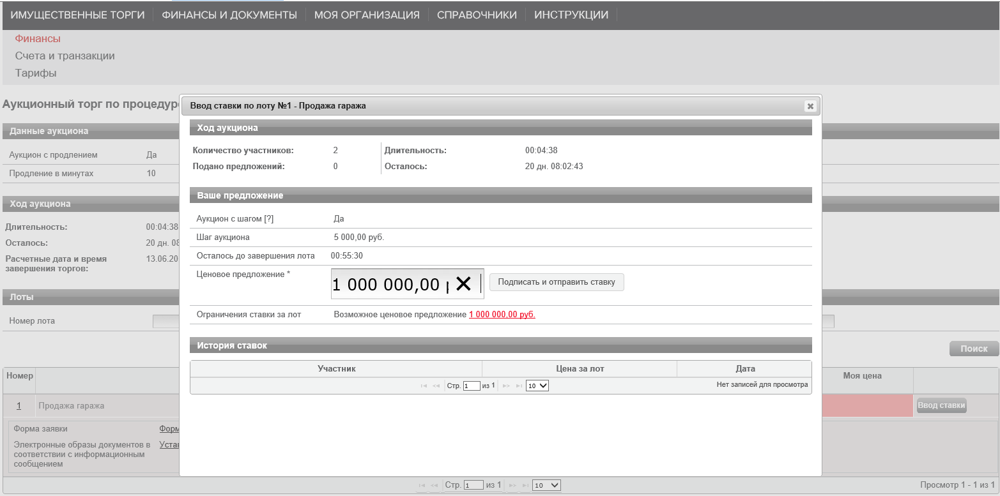 ИМУЩЕСТВЕННЫЕ ТОРГИ ФИНАНСЫ И ДОКУМЕНТЫ МОЯ ОРГАНИЗАЦИЯ СПРАВОЧНИКИ ИНСТРУКЦИИ
Финансы
Счета и транзакции
Тарифы
Аукционный торг по процедур
Данные аукциона
Аукцион с продлением Да
Продление в минутах 10
Ход аукциона
Длительность: 00:04:38
Осталось: 20 дн. 08
Расчетные дата и время 13.06.20
завершения торгов:
Лоты
Номер лота
Поиск
Номер Моя цена
1 Продажа гаража Ввод ставки
Форма заявки Форм
Электронные образы документов в Устав
соответствии с информационным
сообщением
Стр. 1 из 1 10 Просмотр 1 - 1 из 1
Ввод ставки по лоту №1 - Продажа гаража
Ход аукциона
Количество участников: 2 Длительность: 00:04:38
Подано предложений: 0 Осталось: 20 дн. 08:02:43
Ваше предложение
Аукцион с шагом [?] Да
Шаг аукциона 5 000,00 руб.
Осталось до завершения лота 00:55:30
Ценовое предложение * 1 000 000,00 Подписать и отправить ставку
Ограничения ставки за лот Возможное ценовое предложение 1 000 000,00 руб.
История ставок
Участник Цена за лот Дата
Стр. 1 из 1 10 Нет записей для просмотра